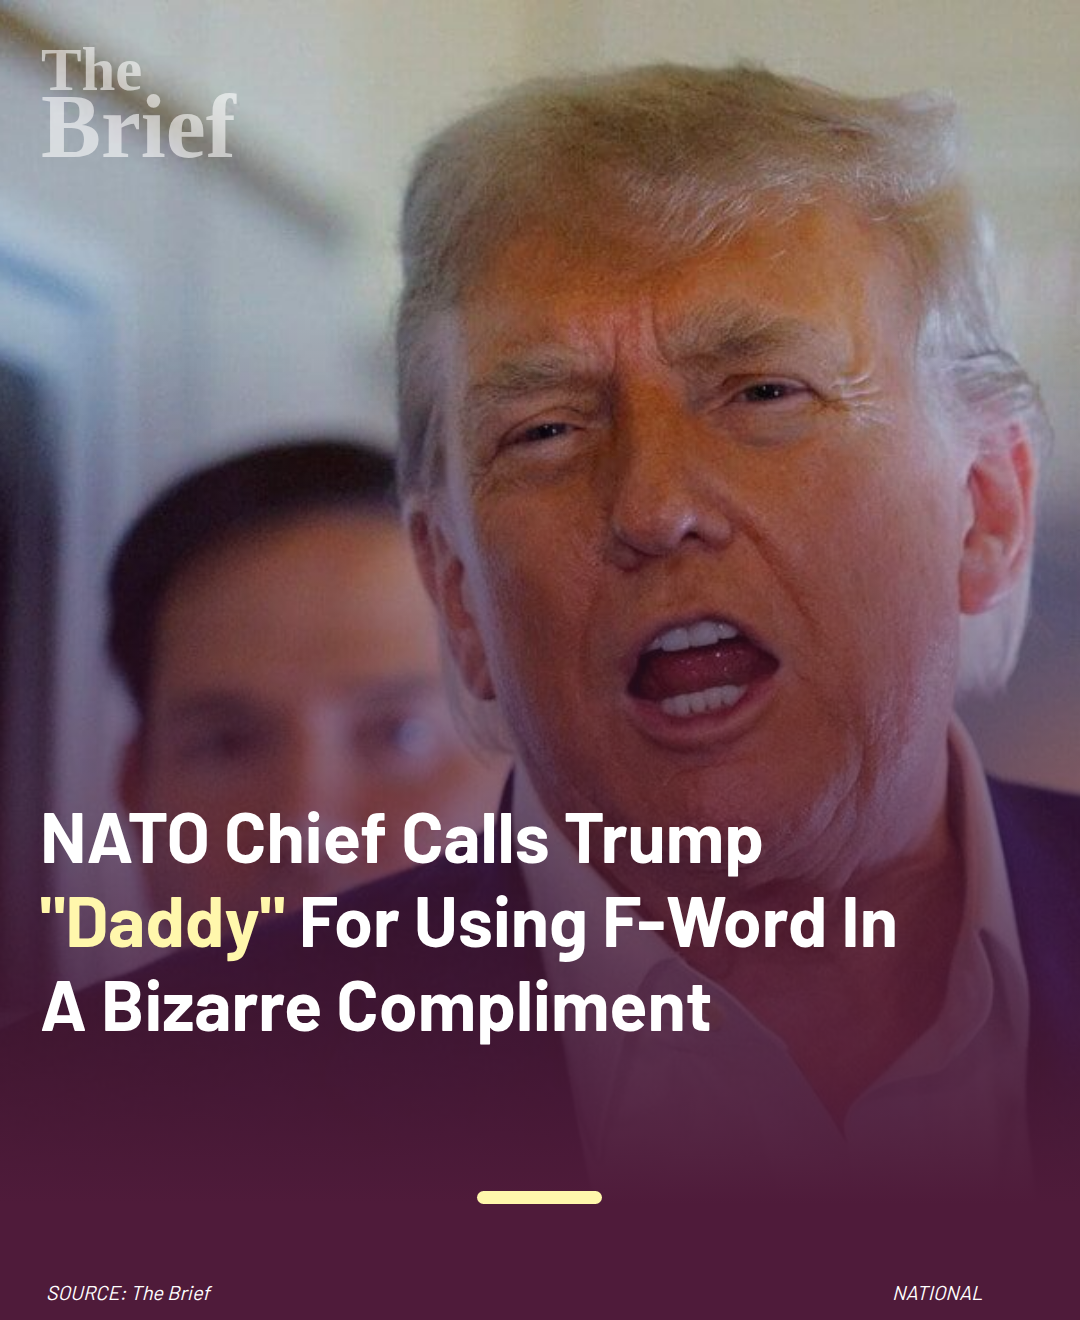 The
Brief
NATO Chief Calls Trump
"Daddy" For Using F-Word In
A Bizarre Compliment
SOURCE: The Brief
NATIONAL